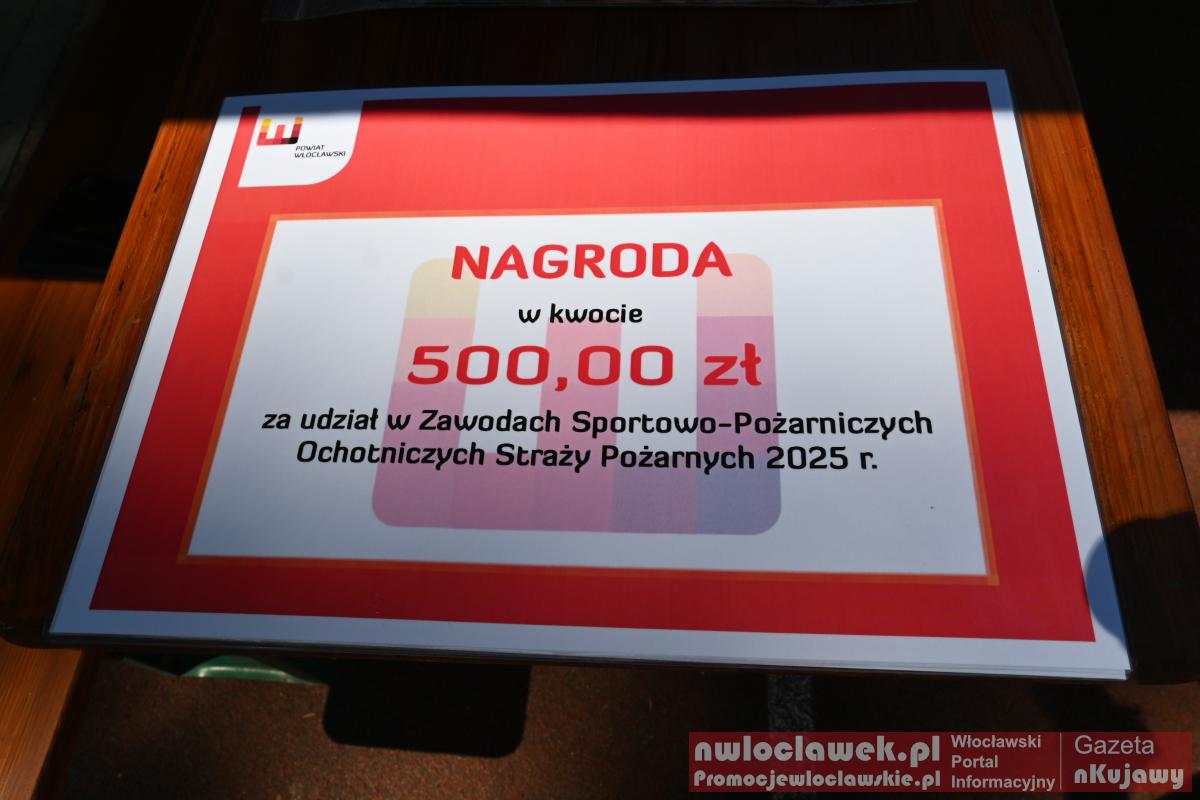 POWIAT
WŁOCŁAWSKI
NAGRODA
w kwocie
500,00 zł
za udział w Zawodach Sportowo-Pożarniczych
Ochotniczych Straży Pożarnych 2025 r.
nwloclawek.pl
Promocjewloclawskie.pl
Włocławski
Portal
Informacyjny
Gazeta
nKujawy